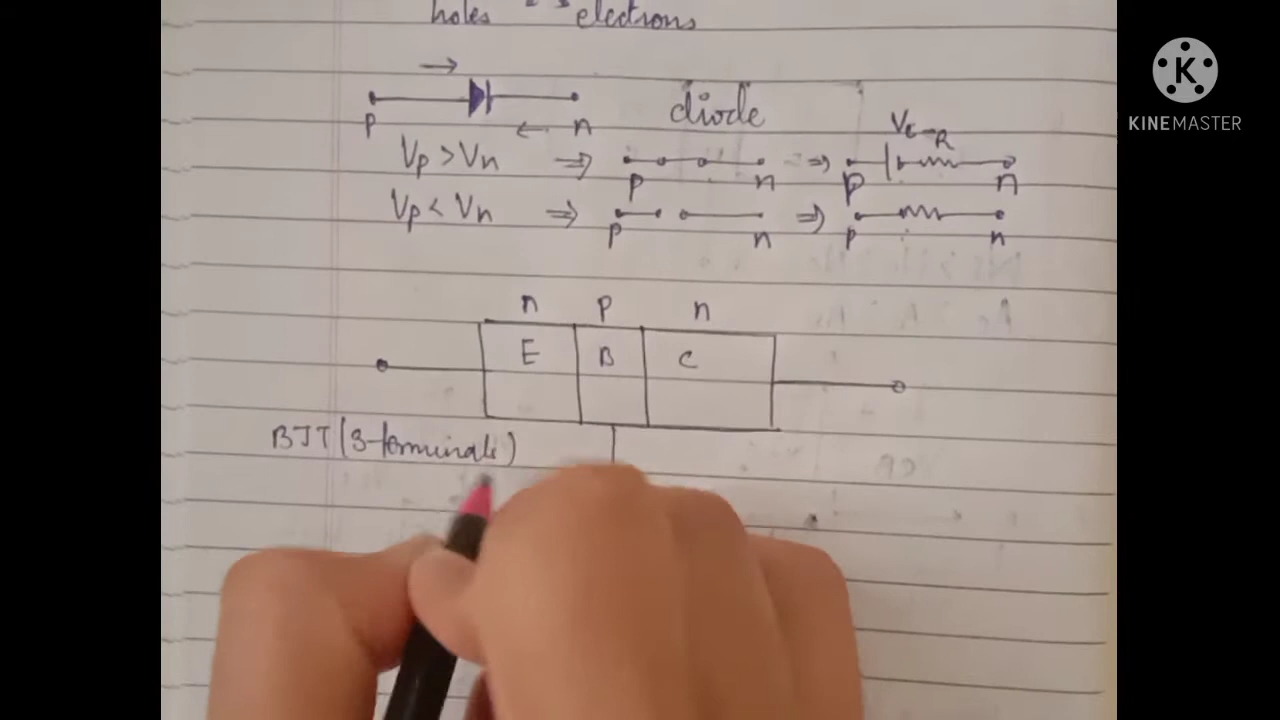 holes electrons
p n diode
Vp > Vn ⇒ p n ⇒ p n
R
Vp < Vn ⇒ p n ⇒ p n
n p n
E B C
BJT (3-terminals)
KINEMASTER
K